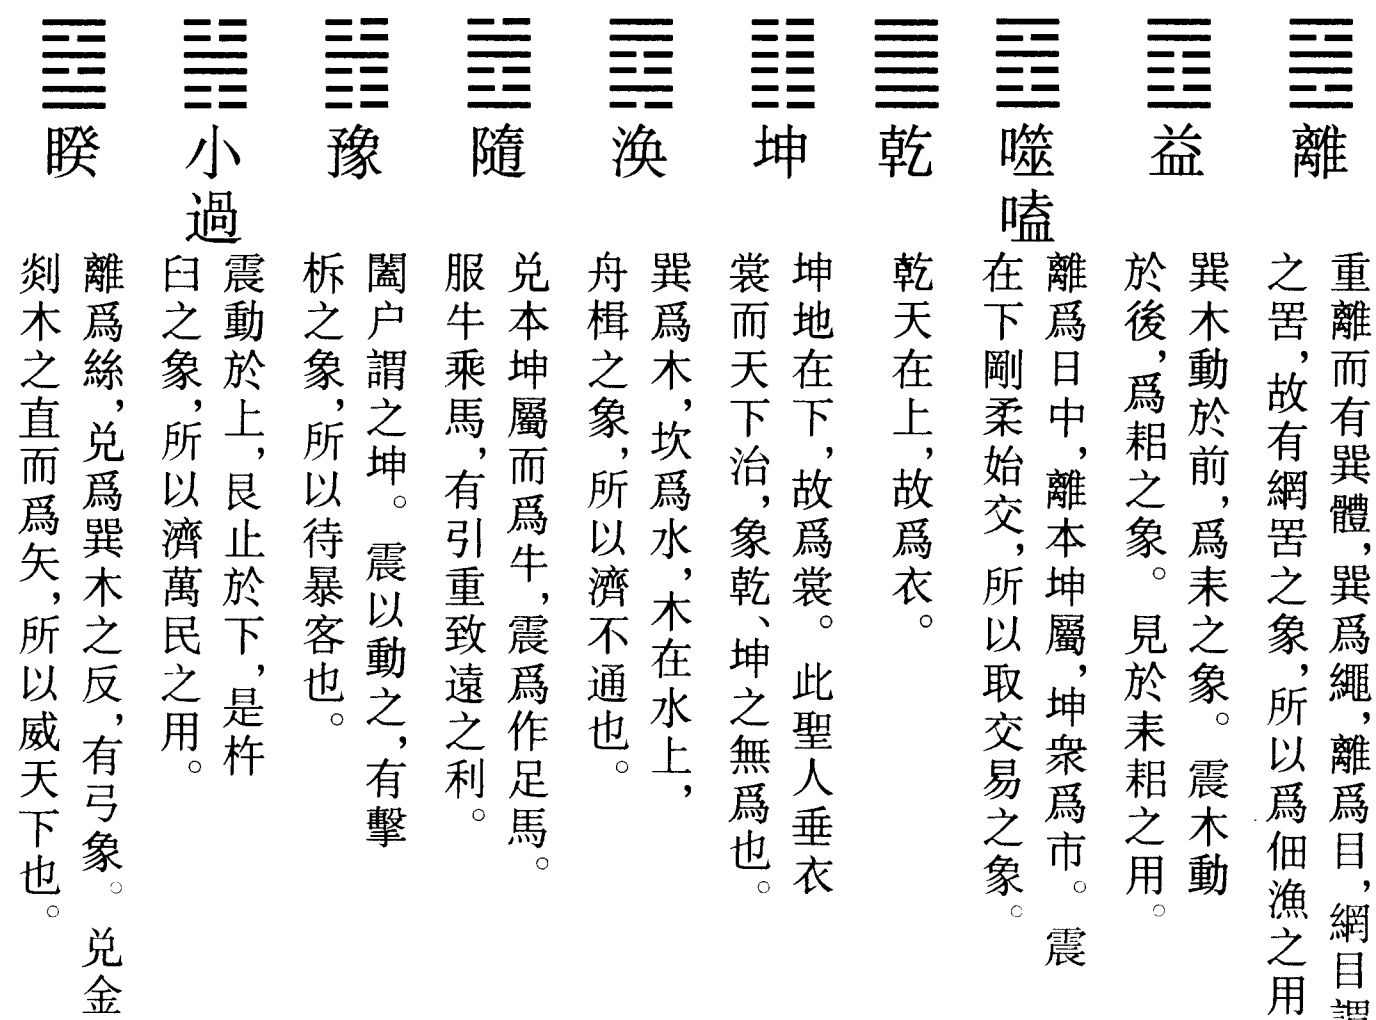 離
重離而有巽體，巽爲繩，離爲目，網目謂
之罟，故有網罟之象，所以爲佃漁之用
益
巽木動於前，爲耒之象。震木動
於後，爲耜之象。見於耒耜之用。
噬嗑
離爲日中，離本坤屬，坤衆爲市。震
在下剛柔始交，所以取交易之象。
乾
乾天在上，故爲衣。
坤
坤地在下，故爲裳。此聖人垂衣
裳而天下治，象乾、坤之無爲也。
渙
巽爲木，坎爲水，木在水上，
舟楫之象，所以濟不通也。
隨
兑本坤屬而爲牛，震爲作足馬。
服牛乘馬，有引重致遠之利。
豫
闔户謂之坤。震以動之，有擊
柝之象，所以待暴客也。
小過
震動於上，艮止於下，是杵
臼之象，所以濟萬民之用。
睽
離爲絲，兑爲巽木之反，有弓象。兑金
剡木之直而爲矢，所以威天下也。